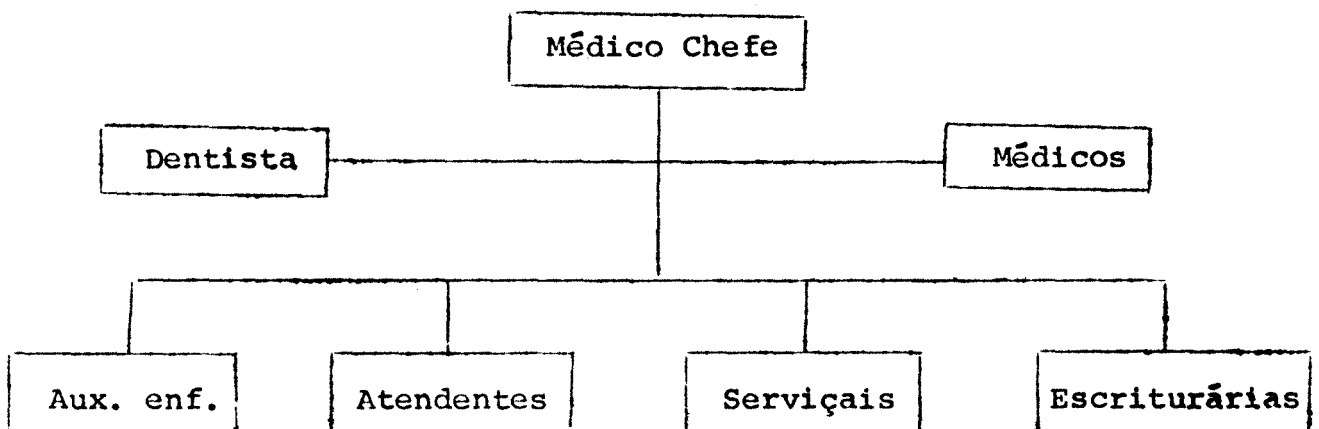 Médico Chefe
Dentista Médicos
Aux. enf. Atendentes Serviçais Escriturárias